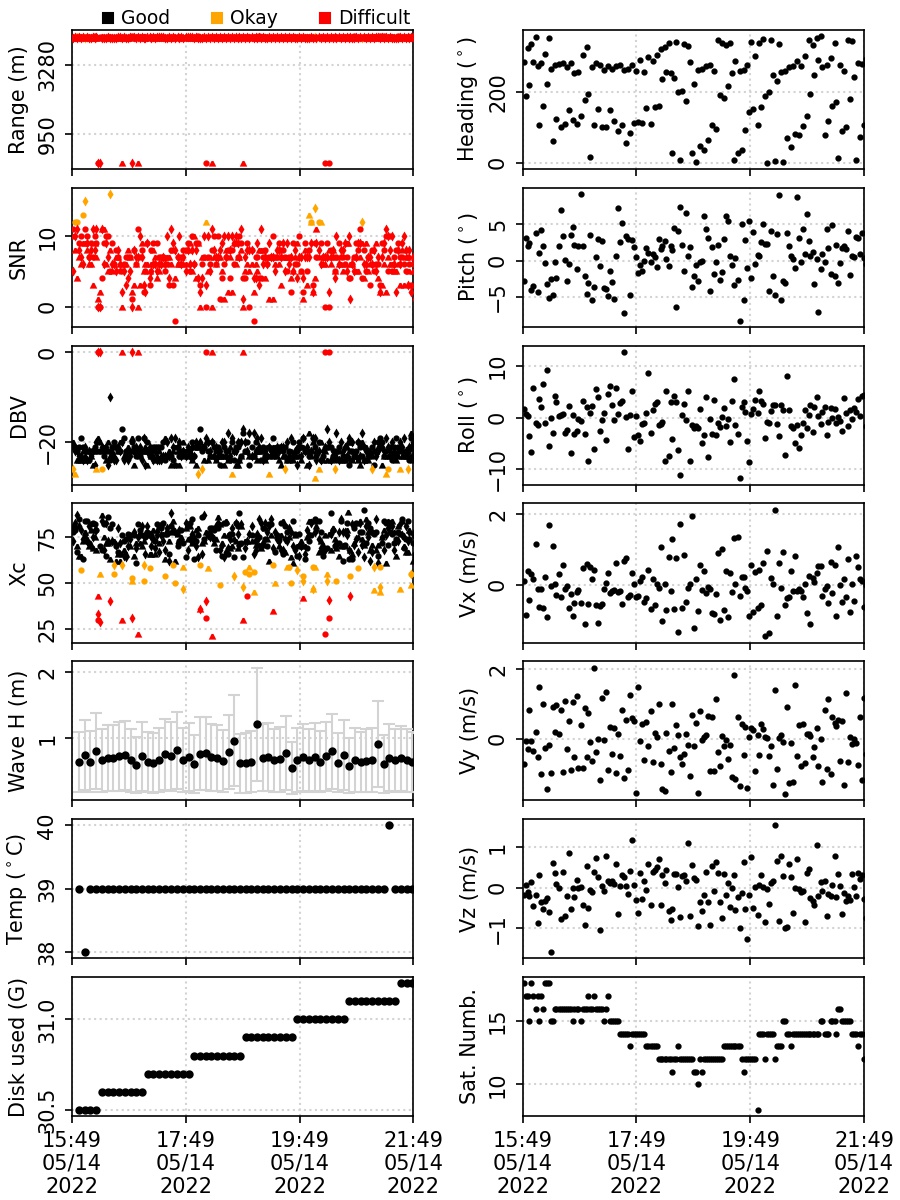 Good Okay Difficult
Range (m)
3280
950
Heading (°)
200
0
SNR
10
0
Pitch (°)
5
0
−5
DBV
0
−20
Roll (°)
10
0
−10
Xc
75
50
25
Vx (m/s)
2
0
Wave H (m)
2
1
Vy (m/s)
2
0
Temp (°C)
40
39
38
Vz (m/s)
1
0
−1
Disk used (G)
31.0
30.5
Sat. Numb.
15
10
15:49 17:49 19:49 21:49
05/14 05/14 05/14 05/14
2022 2022 2022 2022
15:49 17:49 19:49 21:49
05/14 05/14 05/14 05/14
2022 2022 2022 2022